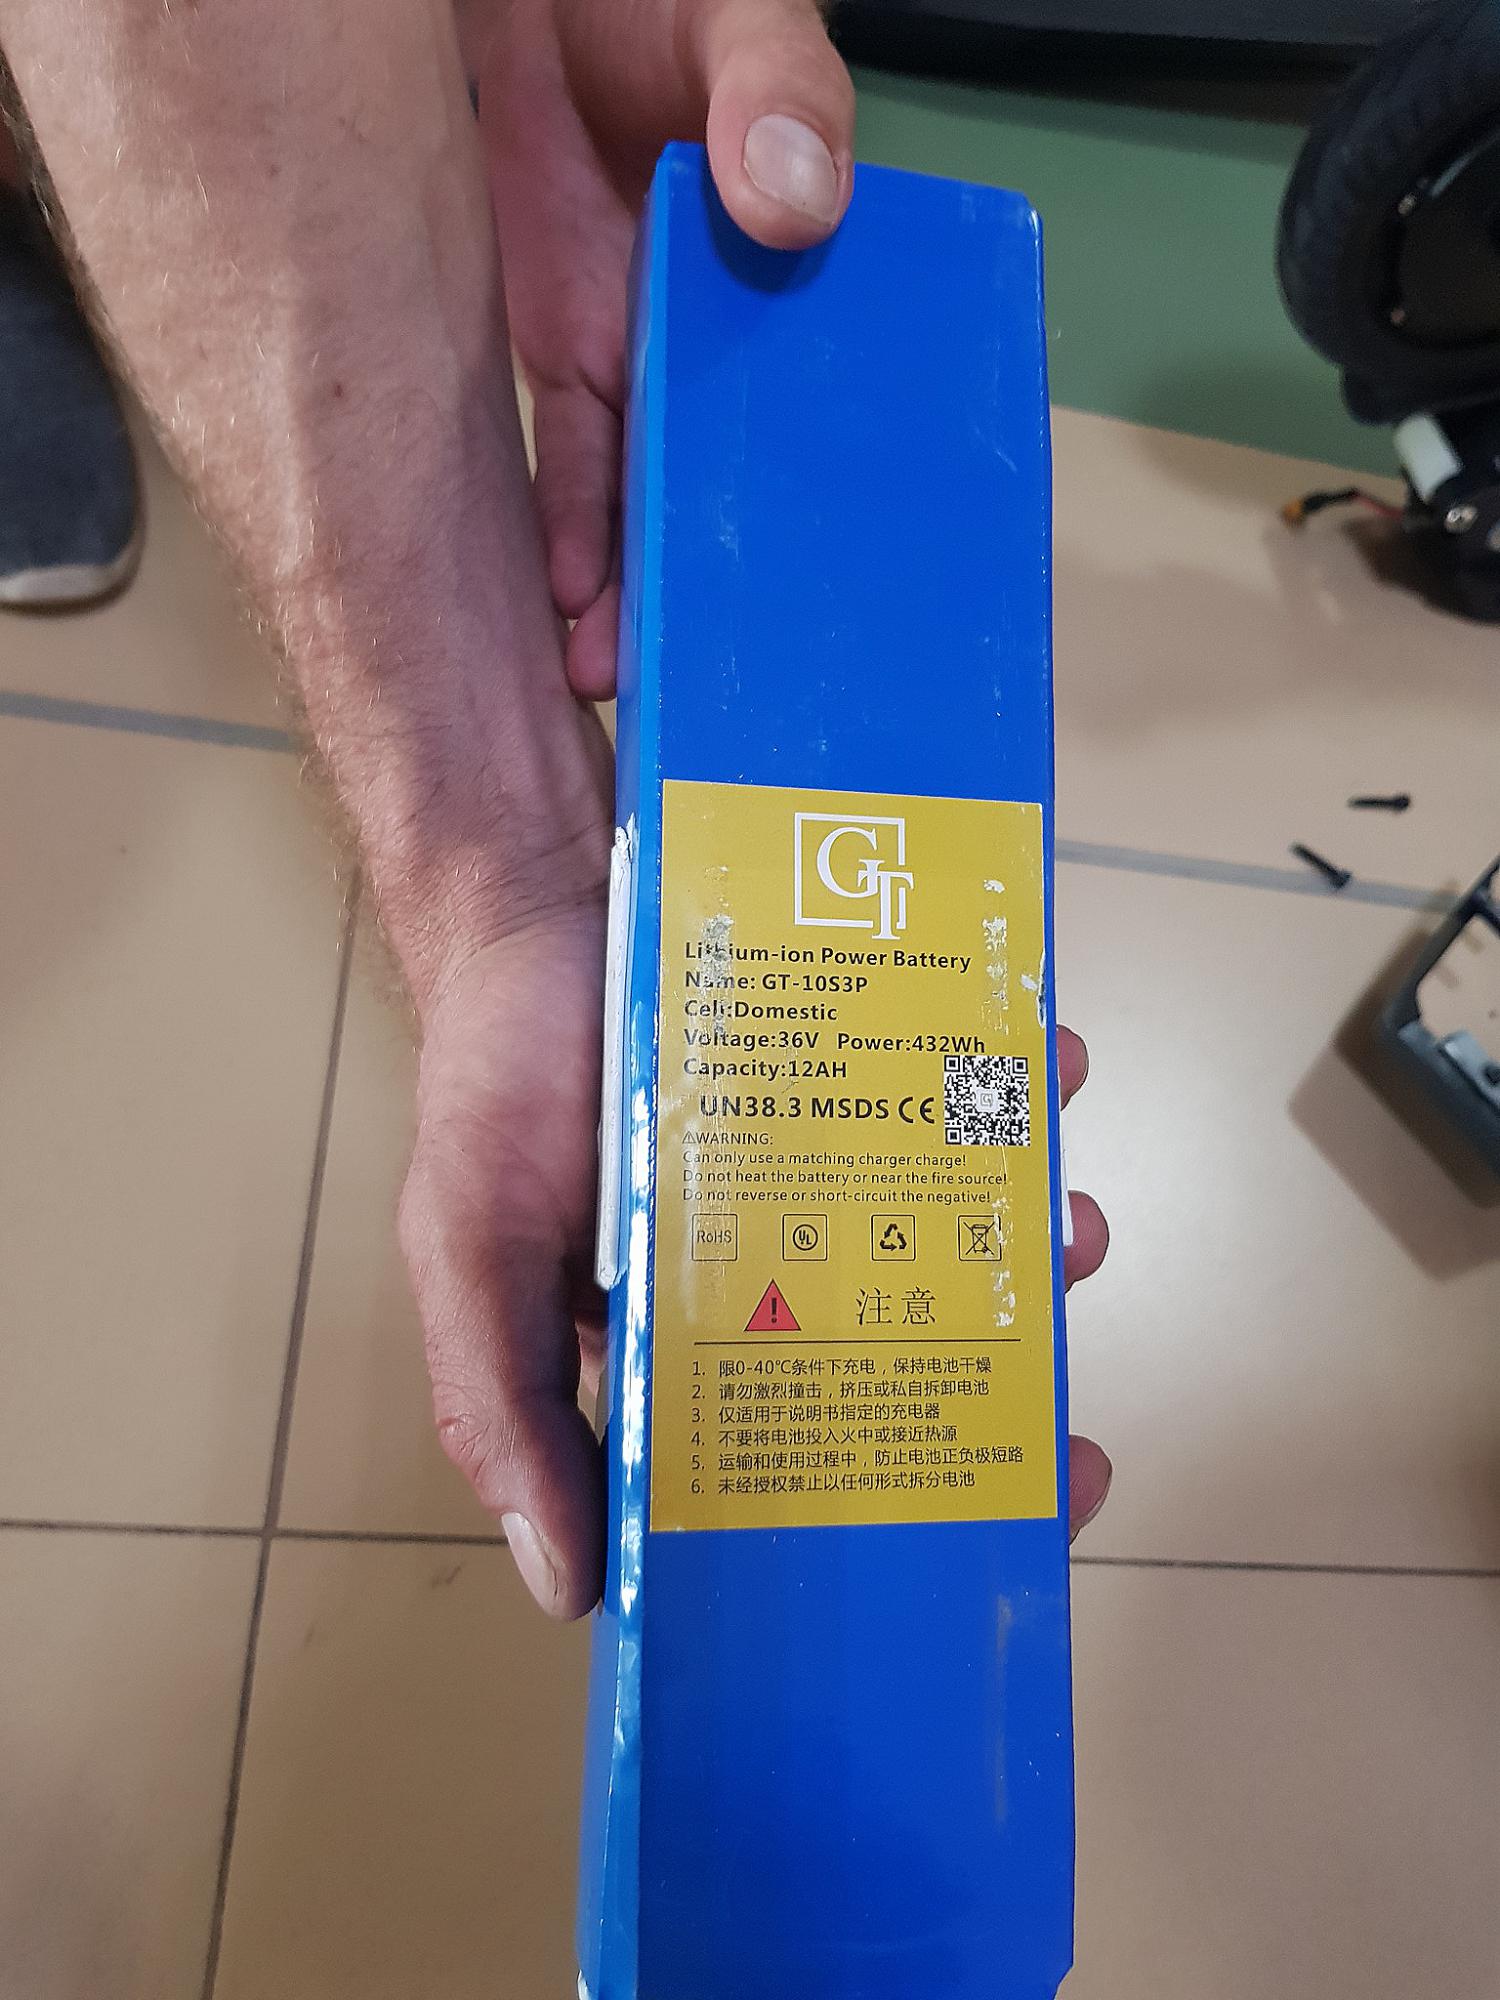 GT
Lithium-ion Power Battery
Name: GT-10S3P
Cell:Domestic
Voltage:36V Power:432Wh
Capacity:12AH
UN38.3 MSDS CE
GT
⚠WARNING:
Can only use a matching charger charge!
Do not heat the battery or near the fire source!
Do not reverse or short-circuit the negative!
RoHS UL
注意
1. 限0-40℃条件下充电，保持电池干燥
2. 请勿激烈撞击，挤压或私自拆卸电池
3. 仅适用于说明书指定的充电器
4. 不要将电池投入火中或接近热源
5. 运输和使用过程中，防止电池正负极短路
6. 未经授权禁止以任何形式拆分电池